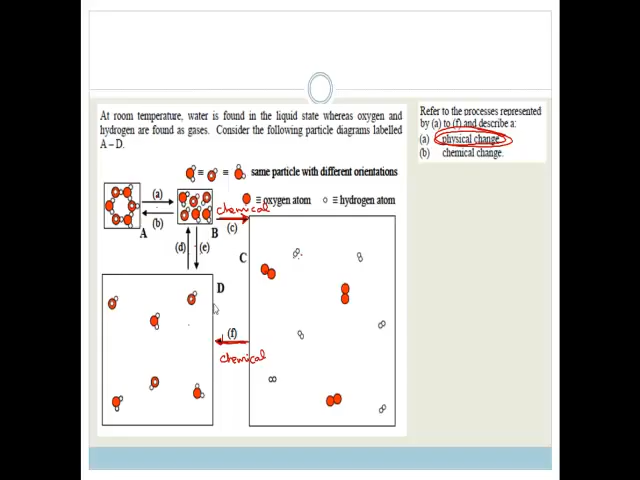 At room temperature, water is found in the liquid state whereas oxygen and
hydrogen are found as gases. Consider the following particle diagrams labelled
A – D.
≡ ≡ same particle with different orientations
≡ oxygen atom ≡ hydrogen atom
(a)
(b)
A
B
chemical
(c)
(d)
(e)
C
D
(f)
chemical
Refer to the processes represented
by (a) to (f) and describe a:
(a) physical change
(b) chemical change.